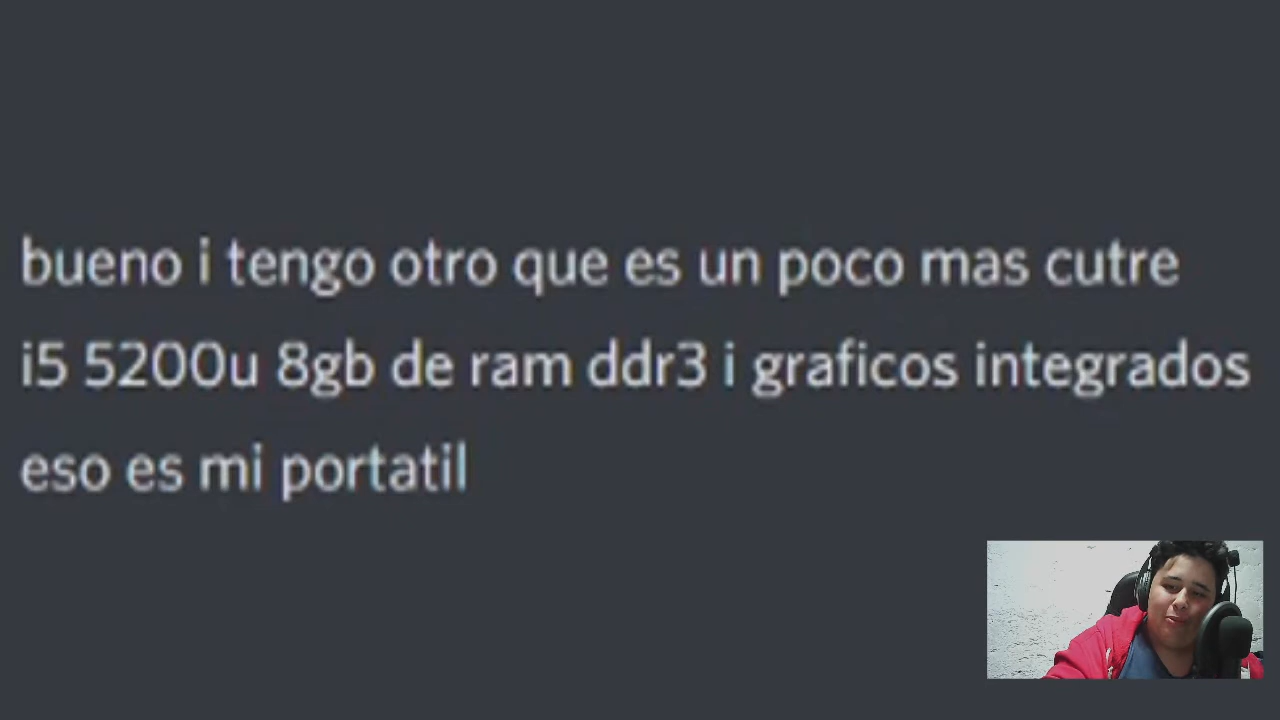 bueno i tengo otro que es un poco mas cutre
i5 5200u 8gb de ram ddr3 i graficos integrados
eso es mi portatil